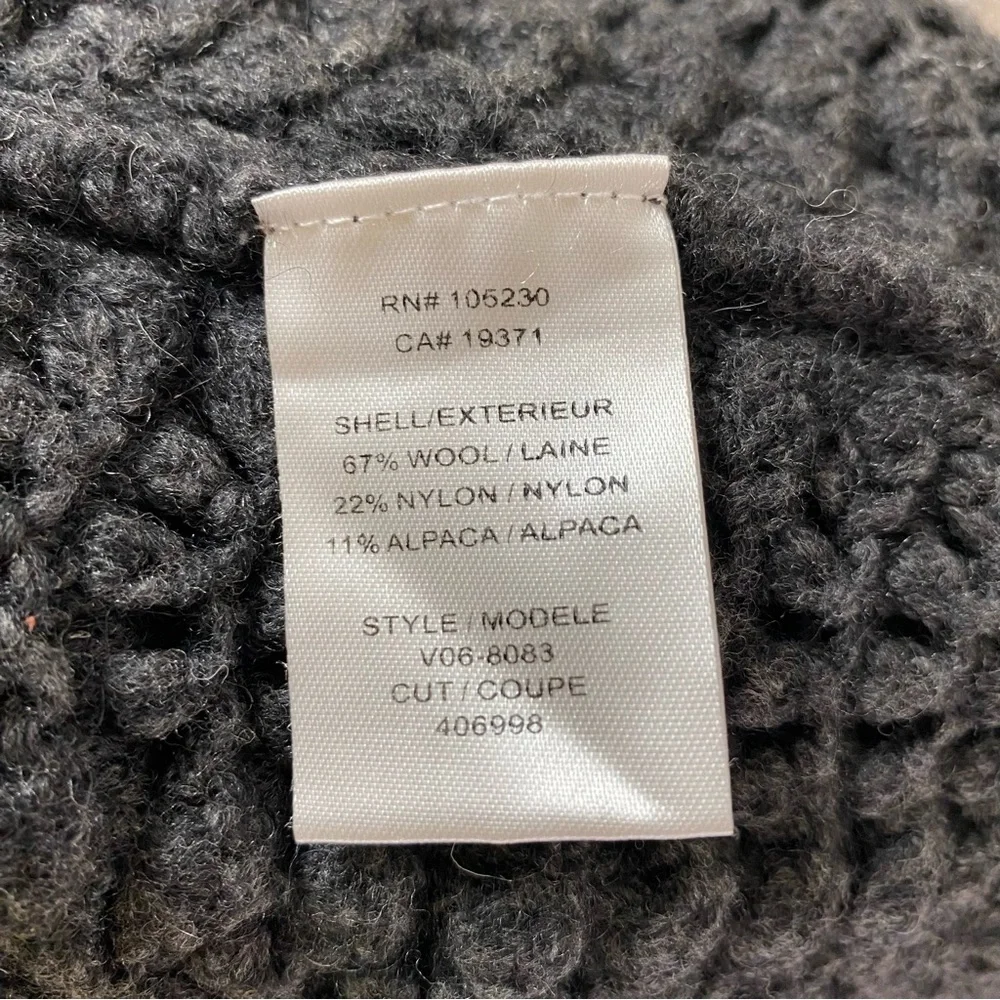 RN# 105230
CA# 19371
SHELL/EXTERIEUR
67% WOOL / LAINE
22% NYLON / NYLON
11% ALPACA / ALPACA
STYLE / MODELE
V06-8083
CUT / COUPE
406998